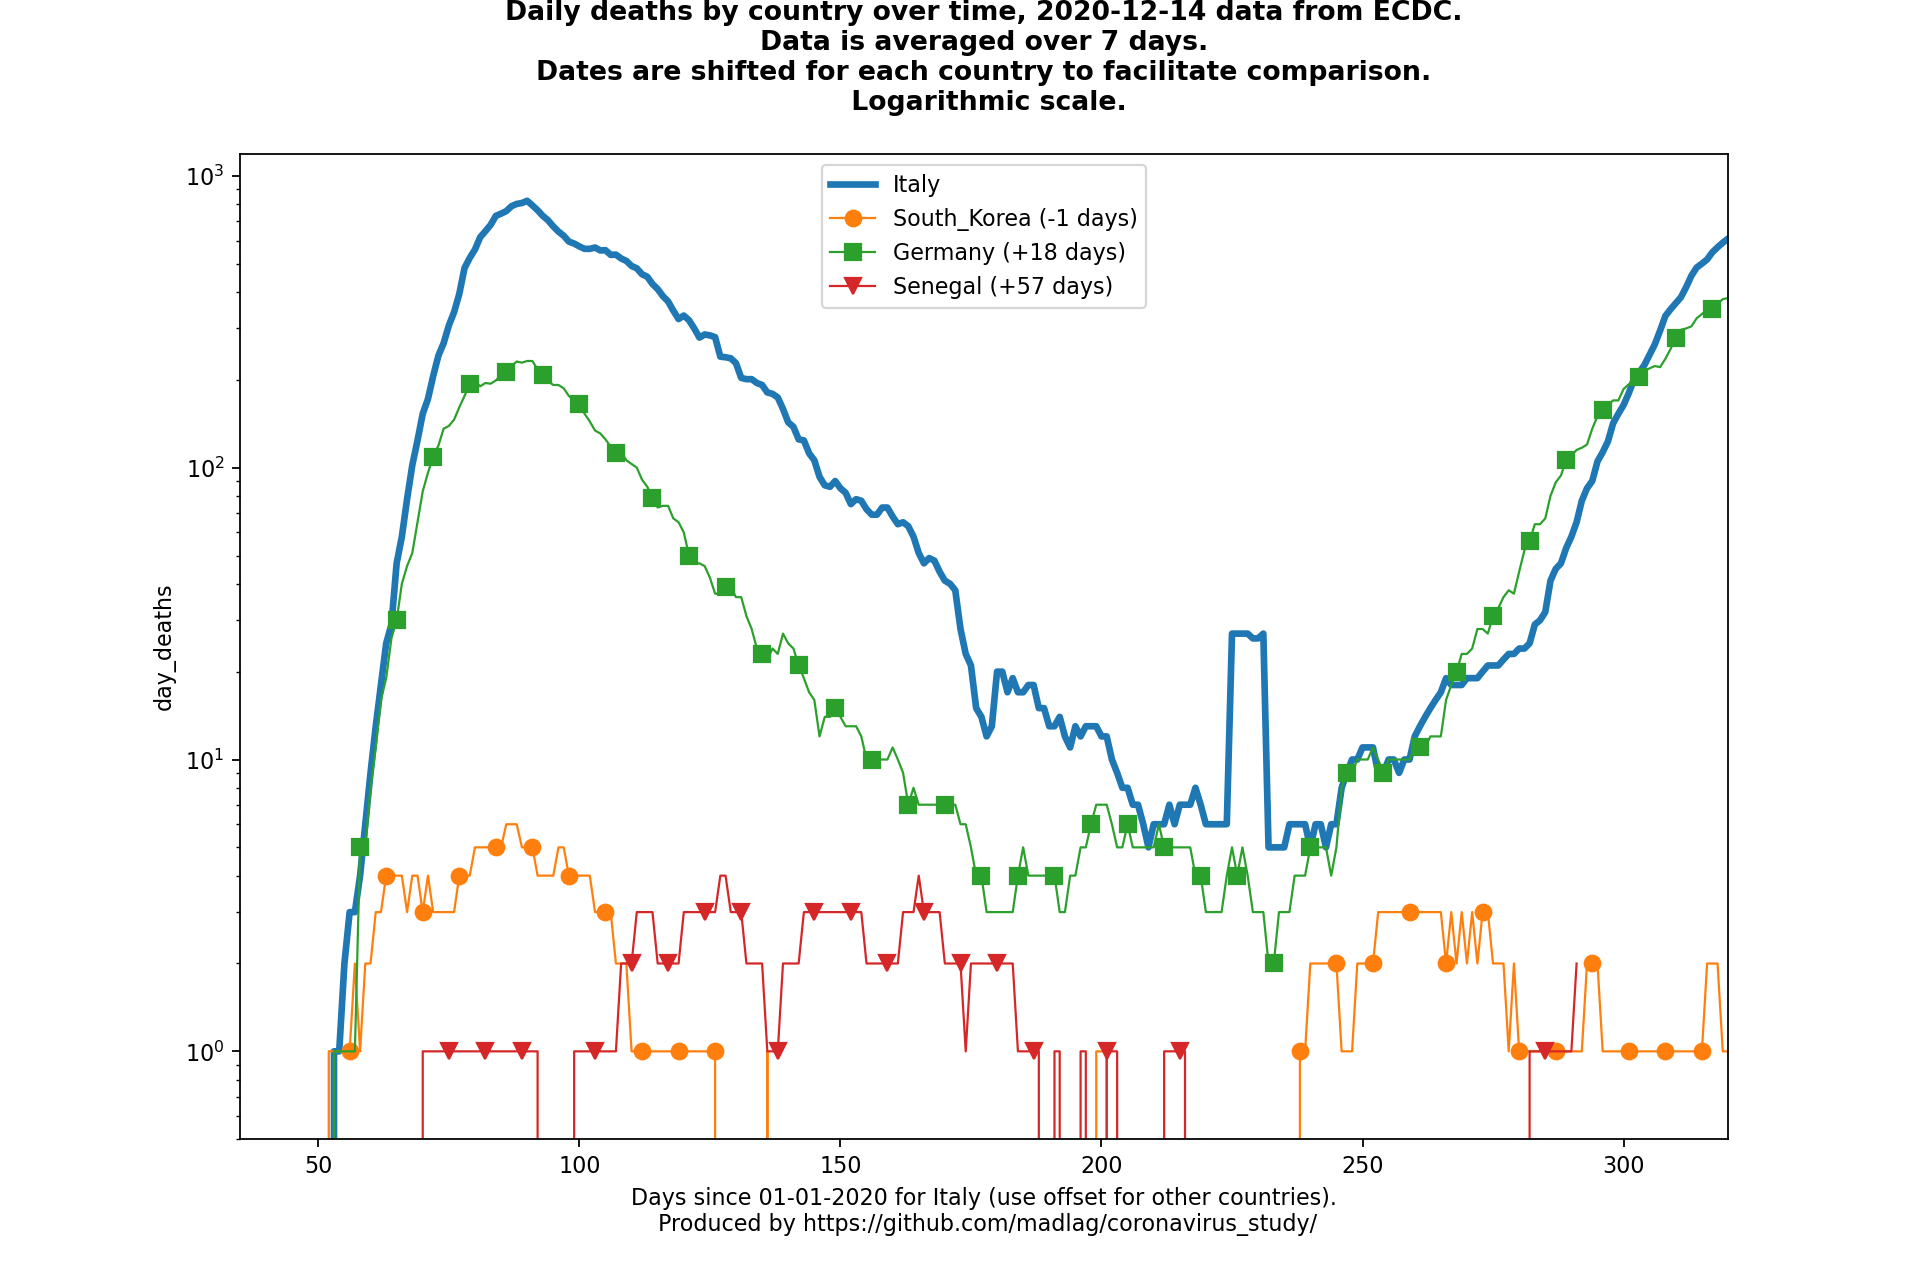 Daily deaths by country over time, 2020-12-14 data from ECDC.
Data is averaged over 7 days.
Dates are shifted for each country to facilitate comparison.
Logarithmic scale.
10³
10²
10¹
10⁰
day_deaths
Italy
South_Korea (-1 days)
Germany (+18 days)
Senegal (+57 days)
50 100 150 200 250 300
Days since 01-01-2020 for Italy (use offset for other countries).
Produced by https://github.com/madlag/coronavirus_study/